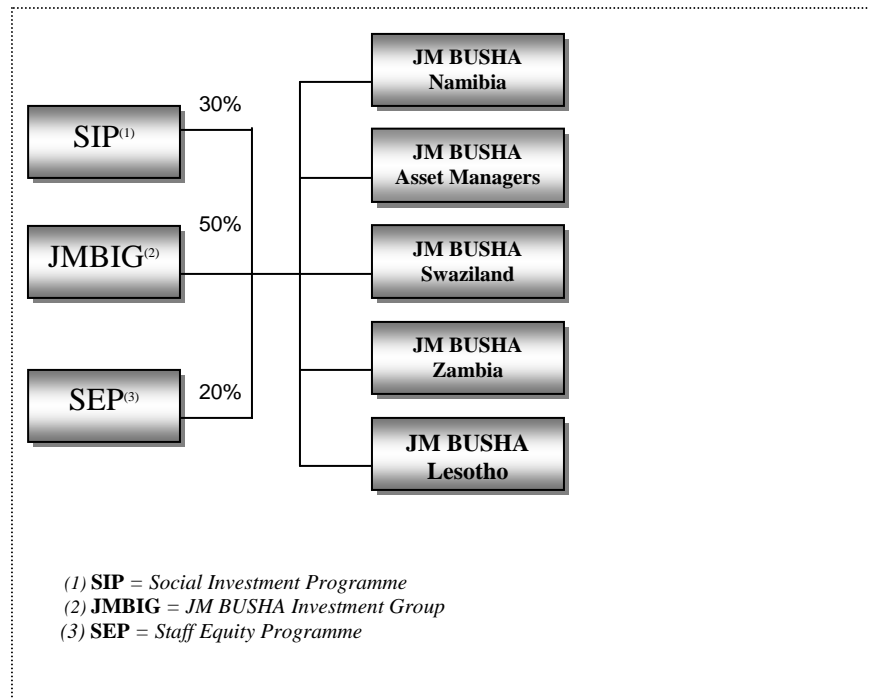 JM BUSHA
Namibia
30%
SIP(1)
JM BUSHA
Asset Managers
50%
JMBIG(2)
JM BUSHA
Swaziland
JM BUSHA
Zambia
20%
SEP(3)
JM BUSHA
Lesotho
(1) SIP = Social Investment Programme
(2) JMBIG = JM BUSHA Investment Group
(3) SEP = Staff Equity Programme